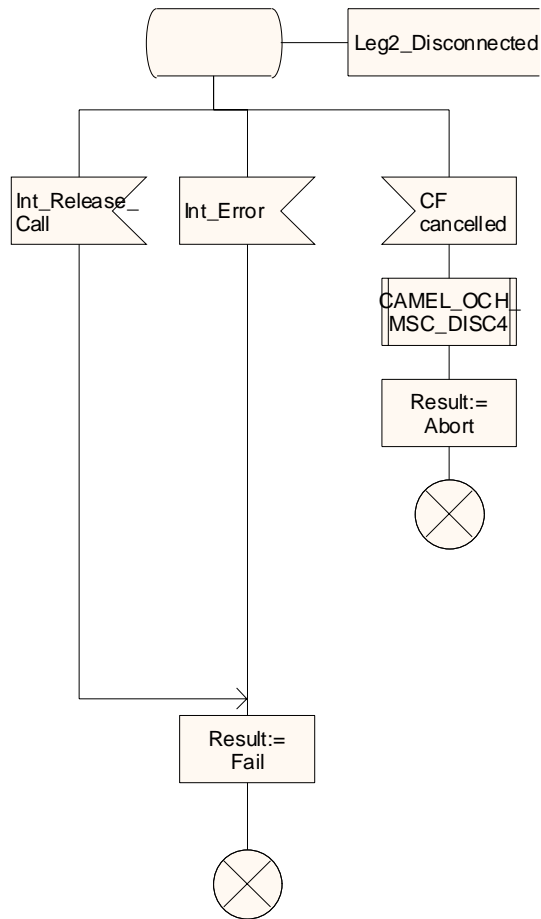 Leg2_Disconnected
Int_Release_
Call
Int_Error
CF
cancelled
CAMEL_OCH_
MSC_DISC4
Result:=
Abort
Result:=
Fail